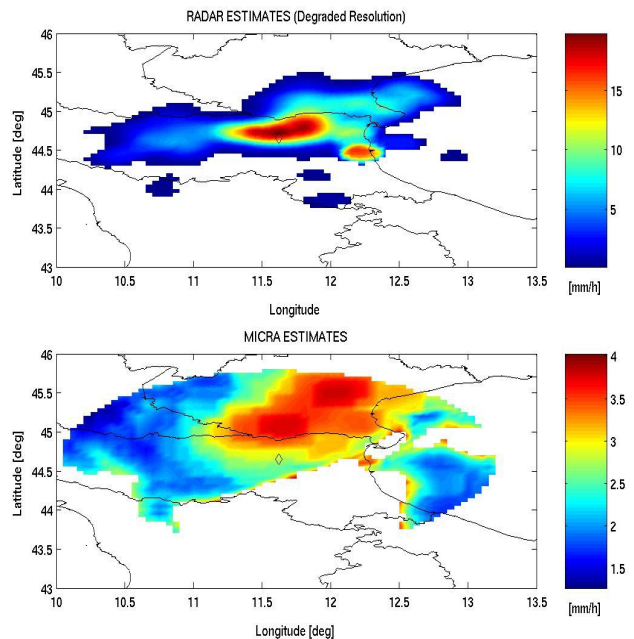 RADAR ESTIMATES (Degraded Resolution)
46
45.5
45
44.5
44
43.5
43
Latitude [deg]
10 10.5 11 11.5 12 12.5 13 13.5
Longitude
15
10
5
[mm/h]
MICRA ESTIMATES
46
45.5
45
44.5
44
43.5
43
Latitude [deg]
10 10.5 11 11.5 12 12.5 13 13.5
Longitude [deg]
4
3.5
3
2.5
2
1.5
[mm/h]